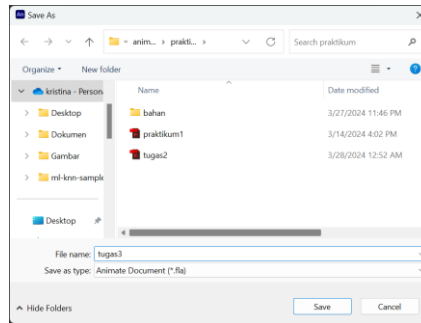 An Save As
« anim... › prakti... › Search praktikum
Organize New folder
kristina - Person
Desktop
Dokumen
Gambar
ml-knn-sample
Desktop
Name Date modified
bahan 3/27/2024 11:46 PM
praktikum1 3/14/2024 4:02 PM
tugas2 3/28/2024 12:52 AM
File name: tugas3
Save as type: Animate Document (*.fla)
Hide Folders Save Cancel